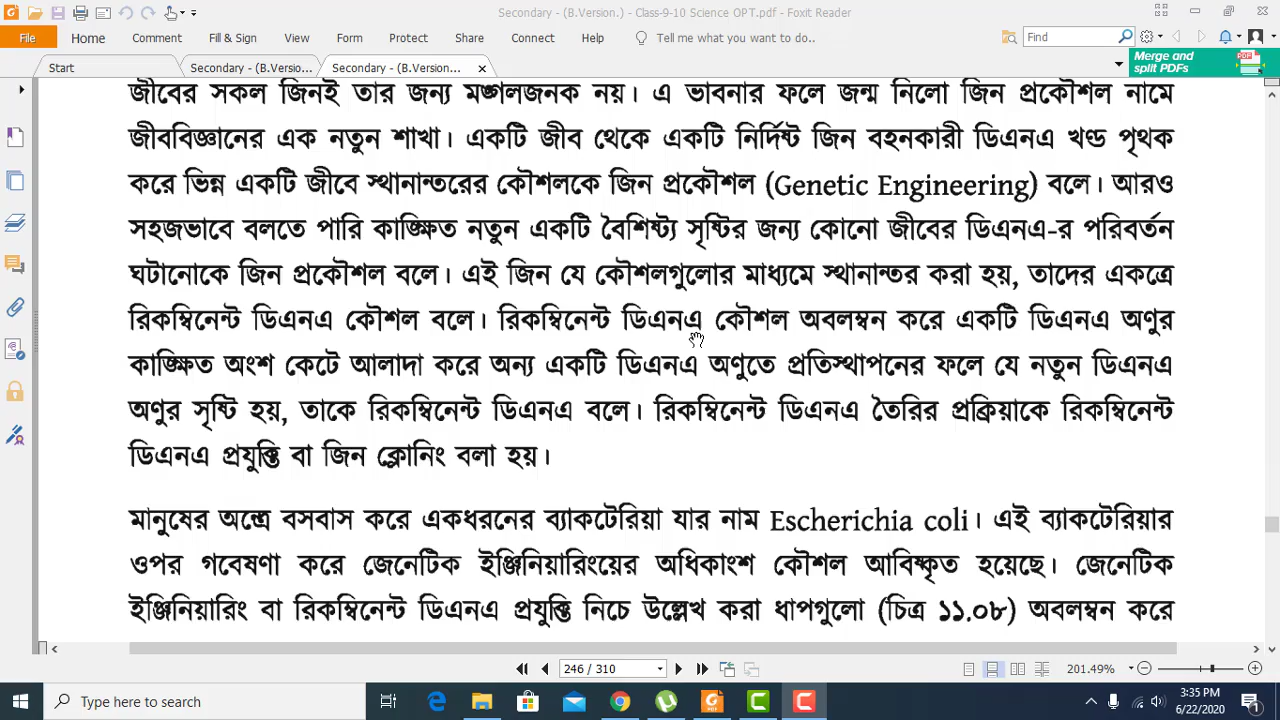 Secondary - (B.Version.) - Class-9-10 Science OPT.pdf - Foxit Reader
File Home Comment Fill & Sign View Form Protect Share Connect Help Tell me what you want to do.. Find
Start Secondary - (B.Versio... Secondary - (B.Version... Merge and split PDFs
জীবের সকল জিনই তার জন্য মঙ্গলজনক নয়। এ ভাবনার ফলে জন্ম নিলো জিন প্রকৌশল নামে
জীববিজ্ঞানের এক নতুন শাখা। একটি জীব থেকে একটি নির্দিষ্ট জিন বহনকারী ডিএনএ খণ্ড পৃথক
করে ভিন্ন একটি জীবে স্থানান্তরের কৌশলকে জিন প্রকৌশল (Genetic Engineering) বলে। আরও
সহজভাবে বলতে পারি কাঙ্ক্ষিত নতুন একটি বৈশিষ্ট্য সৃষ্টির জন্য কোনো জীবের ডিএনএ-র পরিবর্তন
ঘটানোকে জিন প্রকৌশল বলে। এই জিন যে কৌশলগুলোর মাধ্যমে স্থানান্তর করা হয়, তাদের একত্রে
রিকম্বিনেন্ট ডিএনএ কৌশল বলে। রিকম্বিনেন্ট ডিএনএ কৌশল অবলম্বন করে একটি ডিএনএ অণুর
কাঙ্ক্ষিত অংশ কেটে আলাদা করে অন্য একটি ডিএনএ অণুতে প্রতিস্থাপনের ফলে যে নতুন ডিএনএ
অণুর সৃষ্টি হয়, তাকে রিকম্বিনেন্ট ডিএনএ বলে। রিকম্বিনেন্ট ডিএনএ তৈরির প্রক্রিয়াকে রিকম্বিনেন্ট
ডিএনএ প্রযুক্তি বা জিন ক্লোনিং বলা হয়।
মানুষের অন্ত্রে বসবাস করে একধরনের ব্যাকটেরিয়া যার নাম Escherichia coli। এই ব্যাকটেরিয়ার
ওপর গবেষণা করে জেনেটিক ইঞ্জিনিয়ারিংয়ের অধিকাংশ কৌশল আবিষ্কৃত হয়েছে। জেনেটিক
ইঞ্জিনিয়ারিং বা রিকম্বিনেন্ট ডিএনএ প্রযুক্তি নিচে উল্লেখ করা ধাপগুলো (চিত্র ১১.০৮) অবলম্বন করে
246 / 310 201.49%
Type here to search 3:35 PM
6/22/2020